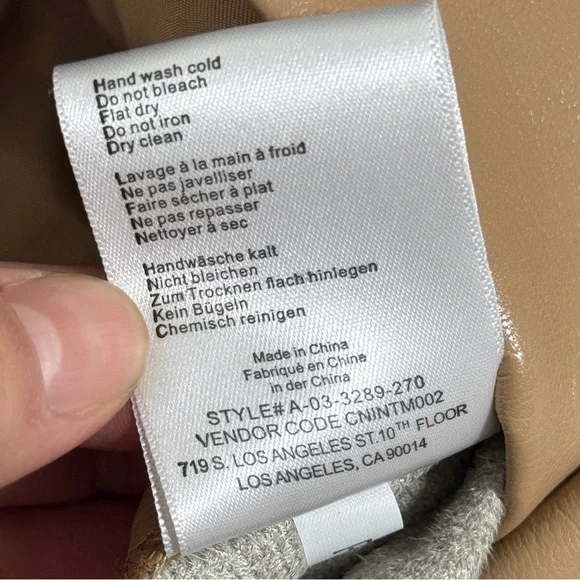 Hand wash cold
Do not bleach
Flat dry
Do not iron
Dry clean
Lavage à la main à froid
Ne pas javelliser
Faire sécher à plat
Ne pas repasser
Nettoyer à sec
Handwäsche kalt
Nicht bleichen
Zum Trocknen flach hinlegen
Kein Bügeln
Chemisch reinigen
Made in China
Fabriqué en Chine
in der China
STYLE# A-03-3289-270
VENDOR CODE CNINTM002
719 S. LOS ANGELES ST.10TH FLOOR
LOS ANGELES, CA 90014